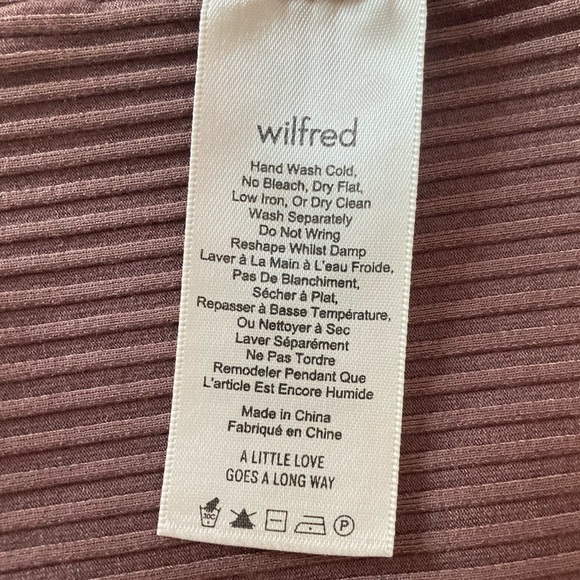 wilfred
Hand Wash Cold,
No Bleach, Dry Flat,
Low Iron, Or Dry Clean
Wash Separately
Do Not Wring
Reshape Whilst Damp
Laver à La Main à L'eau Froide,
Pas De Blanchiment,
Sécher à Plat,
Repasser à Basse Température,
Ou Nettoyer à Sec
Laver Séparément
Ne Pas Tordre
Remodeler Pendant Que
L'article Est Encore Humide
Made in China
Fabriqué en Chine
A LITTLE LOVE
GOES A LONG WAY
30C P